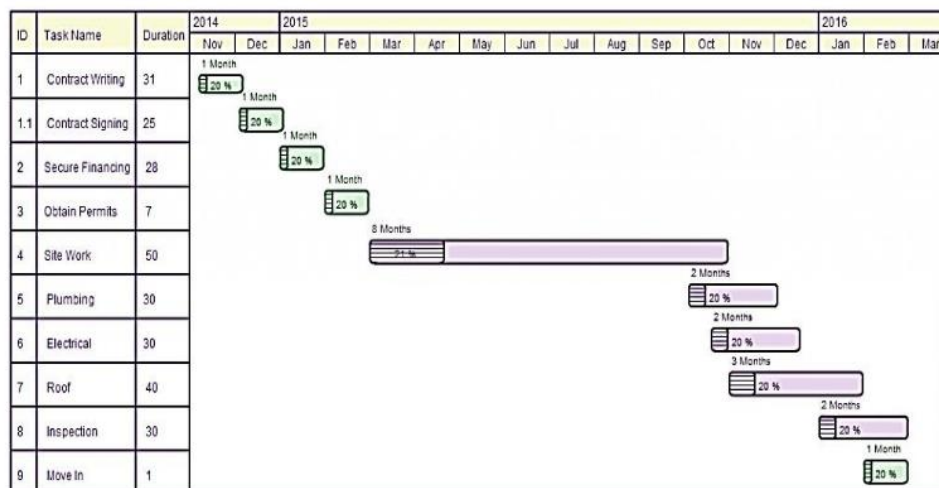 ID Task Name Duration 2014 2015 2016
Nov Dec Jan Feb Mar Apr May Jun Jul Aug Sep Oct Nov Dec Jan Feb Mar
1 Contract Writing 31 1 Month 20 %
1.1 Contract Signing 25 1 Month 20 %
2 Secure Financing 28 1 Month 20 %
3 Obtain Permits 7 1 Month 20 %
4 Site Work 50 8 Months 21 %
5 Plumbing 30 2 Months 20 %
6 Electrical 30 2 Months 20 %
7 Roof 40 3 Months 20 %
8 Inspection 30 2 Months 20 %
9 Move In 1 1 Month 20 %